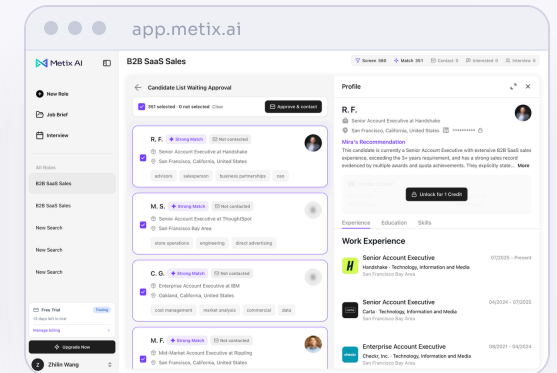 app.metix.ai
Metix AI
New Role
Job Brief
Interview
All Roles
B2B SaaS Sales
B2B SaaS Sales
New Search
New Search
New Search
Free Trial
Trialing
13 days left in trial
Manage billing
Upgrade Now
Z
Zhilin Wang
B2B SaaS Sales
Screen 580
Match 351
Contact 0
Interested 0
Interview 0
Candidate List Waiting Approval
351 selected · 0 not selected Clear
Approve & contact
R. F.
Strong Match
Not contacted
Senior Account Executive at Handshake
San Francisco, California, United States
advisors
salesperson
business partnerships
M. S.
Strong Match
Not contacted
Senior Account Executive at ThoughtSpot
San Francisco Bay Area
store operations
engineering
direct advertising
C. G.
Strong Match
Not contacted
Enterprise Account Executive at IBM
Oakland, California, United States
cost management
market analysis
commercial
data
M. F.
Strong Match
Not contacted
Mid-Market Account Executive at Rippling
San Francisco, California, United States
Profile
R. F.
Senior Account Executive at Handshake
San Francisco, California, United States
Mira's Recommendation
This candidate is currently a Senior Account Executive with extensive B2B SaaS sales
experience, exceeding the 3+ years requirement, and has a strong sales record
evidenced by multiple awards and quota achievements. They explicitly state... More
Unlock for 1 Credit
Experience
Education
Skills
Work Experience
Senior Account Executive
07/2025 - Present
Handshake · Technology, Information and Media
San Francisco Bay Area
Senior Account Executive
04/2024 - 07/2025
Carta · Technology, Information and Media
San Francisco Bay Area
Enterprise Account Executive
08/2021 - 04/2024
Checkr, Inc. · Technology, Information and Media
San Francisco Bay Area